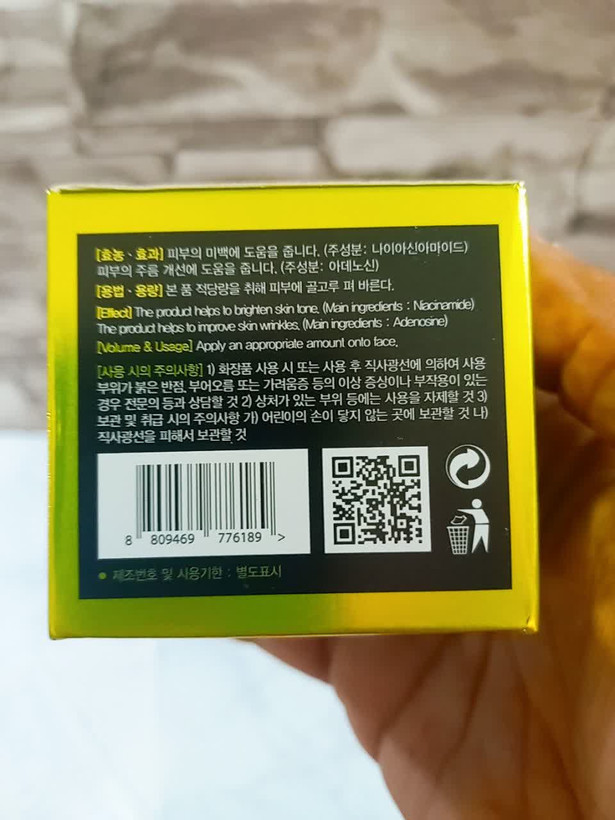 [효능 · 효과] 피부의 미백에 도움을 줍니다. (주성분: 나이아신아마이드)
피부의 주름 개선에 도움을 줍니다. (주성분: 아데노신)
[용법 · 용량] 본 품 적당량을 취해 피부에 골고루 펴 바른다.
[Effect] The product helps to brighten skin tone. (Main ingredients : Niacinamide)
The product helps to improve skin wrinkles. (Main ingredients : Adenosine)
[Volume & Usage] Apply an appropriate amount onto face.
[사용 시의 주의사항] 1) 화장품 사용 시 또는 사용 후 직사광선에 의하여 사용
부위가 붉은 반점, 부어오름 또는 가려움증 등의 이상 증상이나 부작용이 있는
경우 전문의 등과 상담할 것 2) 상처가 있는 부위 등에는 사용을 자제할 것 3)
보관 및 취급 시의 주의사항 가) 어린이의 손이 닿지 않는 곳에 보관할 것 나)
직사광선을 피해서 보관할 것
8 809469 776189 >
• 제조번호 및 사용기한 : 별도표시